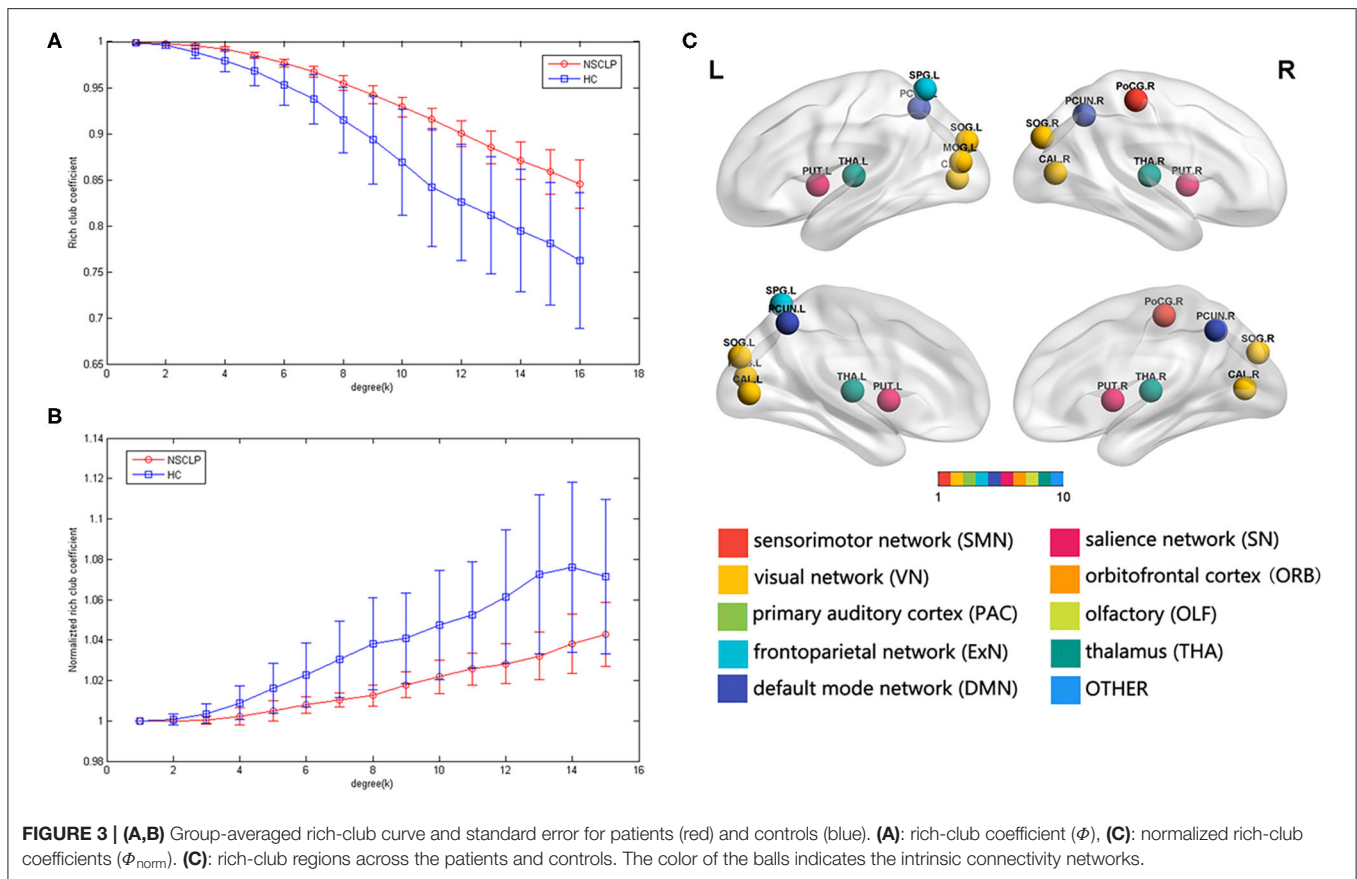 A
1
0.95
0.9
0.85
0.8
0.75
0.7
0.65
0 2 4 6 8 10 12 14 16 18
Rich club coefficient
degree(k)
NSCLP
HC
B
1.14
1.12
1.1
1.08
1.06
1.04
1.02
1
0.98
0 2 4 6 8 10 12 14 16
Normalizted rich club coefficient
degree(k)
NSCLP
HC
C
L
R
SPG.L
SOG.L
MOG.L
THA.L
PUT.L
PoCG.R
PCUN.R
SOG.R
CAL.R
THA.R
PUT.R
SPG.L
PCUN.L
SOG.L
CAL.L
THA.L
PUT.L
PoCG.R
PCUN.R
SOG.R
CAL.R
THA.R
PUT.R
1 10
sensorimotor network (SMN)
visual network (VN)
primary auditory cortex (PAC)
frontoparietal network (ExN)
default mode network (DMN)
salience network (SN)
orbitofrontal cortex (ORB)
olfactory (OLF)
thalamus (THA)
OTHER
FIGURE 3 | (A,B) Group-averaged rich-club curve and standard error for patients (red) and controls (blue). (A): rich-club coefficient (Φ), (C): normalized rich-club
coefficients (Φnorm). (C): rich-club regions across the patients and controls. The color of the balls indicates the intrinsic connectivity networks.